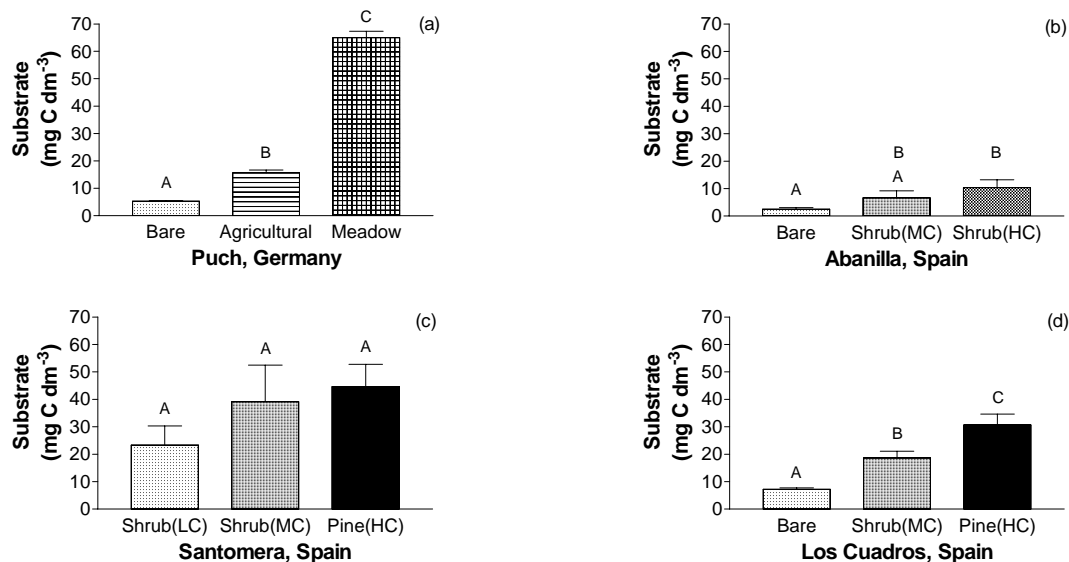 (a)
Substrate
(mg C dm-3)
70
60
50
40
30
20
10
0
A
B
C
Bare Agricultural Meadow
Puch, Germany
(b)
Substrate
(mg C dm-3)
70
60
50
40
30
20
10
0
A
B
A
B
Bare Shrub(MC) Shrub(HC)
Abanilla, Spain
(c)
Substrate
(mg C dm-3)
70
60
50
40
30
20
10
0
A
A
A
Shrub(LC) Shrub(MC) Pine(HC)
Santomera, Spain
(d)
Substrate
(mg C dm-3)
70
60
50
40
30
20
10
0
A
B
C
Bare Shrub(MC) Pine(HC)
Los Cuadros, Spain